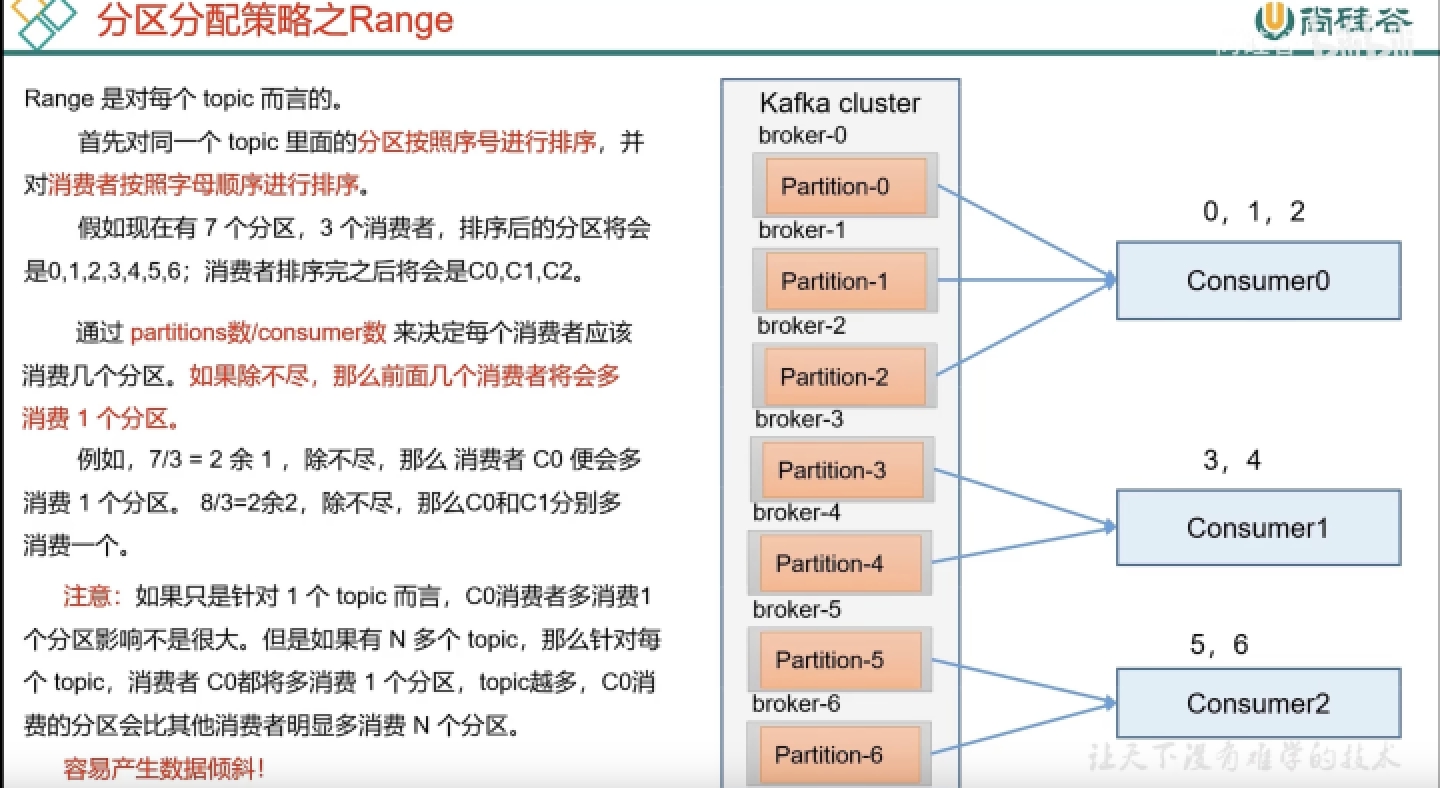 分区分配策略之Range
尚硅谷
Range 是对每个 topic 而言的。
首先对同一个 topic 里面的分区按照序号进行排序，并
对消费者按照字母顺序进行排序。
假如现在有 7 个分区，3 个消费者，排序后的分区将会
是0,1,2,3,4,5,6；消费者排序完之后将会是C0,C1,C2。
通过 partitions数/consumer数 来决定每个消费者应该
消费几个分区。如果除不尽，那么前面几个消费者将会多
消费 1 个分区。
例如，7/3 = 2 余 1 ，除不尽，那么 消费者 C0 便会多
消费 1 个分区。 8/3=2余2，除不尽，那么C0和C1分别多
消费一个。
注意：如果只是针对 1 个 topic 而言，C0消费者多消费1
个分区影响不是很大。但是如果有 N 多个 topic，那么针对每
个 topic，消费者 C0都将多消费 1 个分区，topic越多，C0消
费的分区会比其他消费者明显多消费 N 个分区。
容易产生数据倾斜！
Kafka cluster
broker-0
Partition-0
broker-1
Partition-1
broker-2
Partition-2
broker-3
Partition-3
broker-4
Partition-4
broker-5
Partition-5
broker-6
Partition-6
0，1，2
Consumer0
3，4
Consumer1
5，6
Consumer2
让天下没有难学的技术